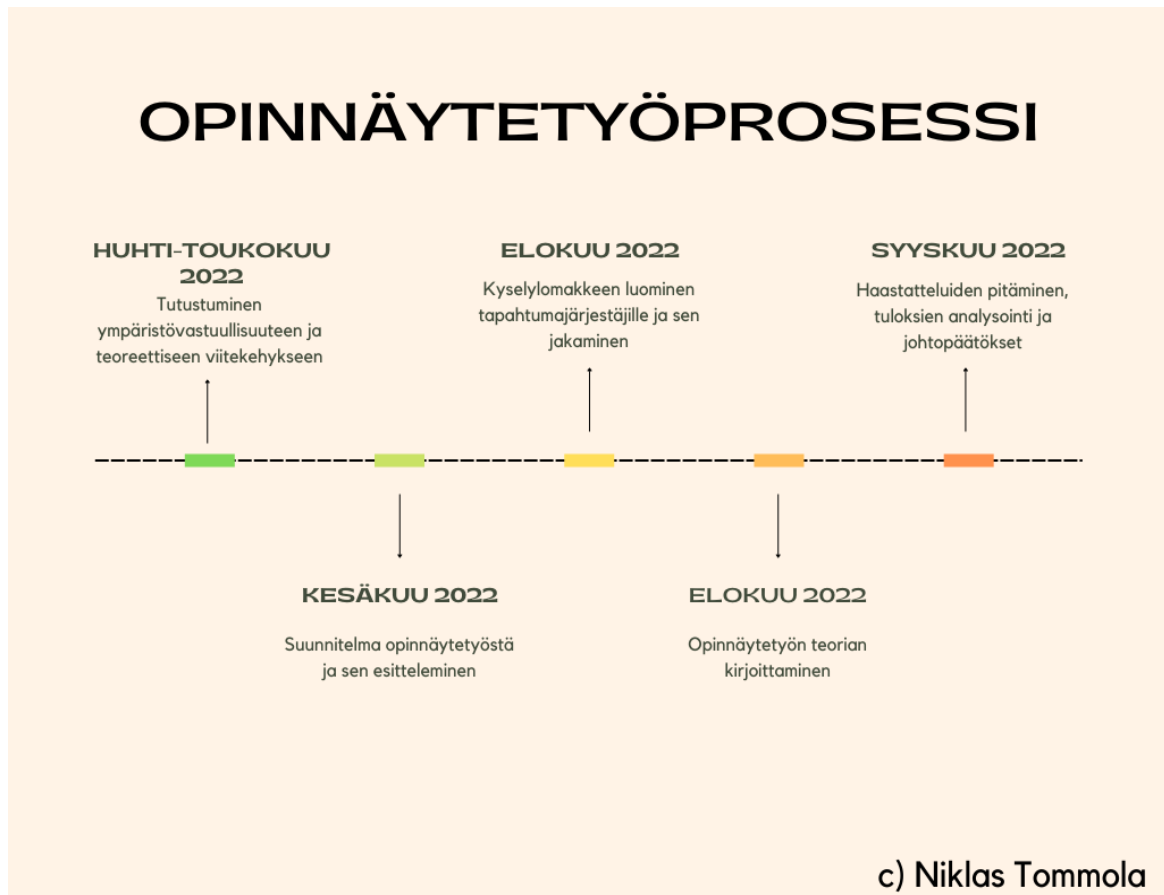 OPINNÄYTETYÖPROSESSI
HUHTI-TOUKOKUU
2022
Tutustuminen
ympäristövastuullisuuteen ja
teoreettiseen viitekehykseen
KESÄKUU 2022
Suunnitelma opinnäytetyöstä
ja sen esitteleminen
ELOKUU 2022
Kyselylomakkeen luominen
tapahtumajärjestäjille ja sen
jakaminen
ELOKUU 2022
Opinnäytetyön teorian
kirjoittaminen
SYYSKUU 2022
Haastatteluiden pitäminen,
tuloksien analysointi ja
johtopäätökset
c) Niklas Tommola